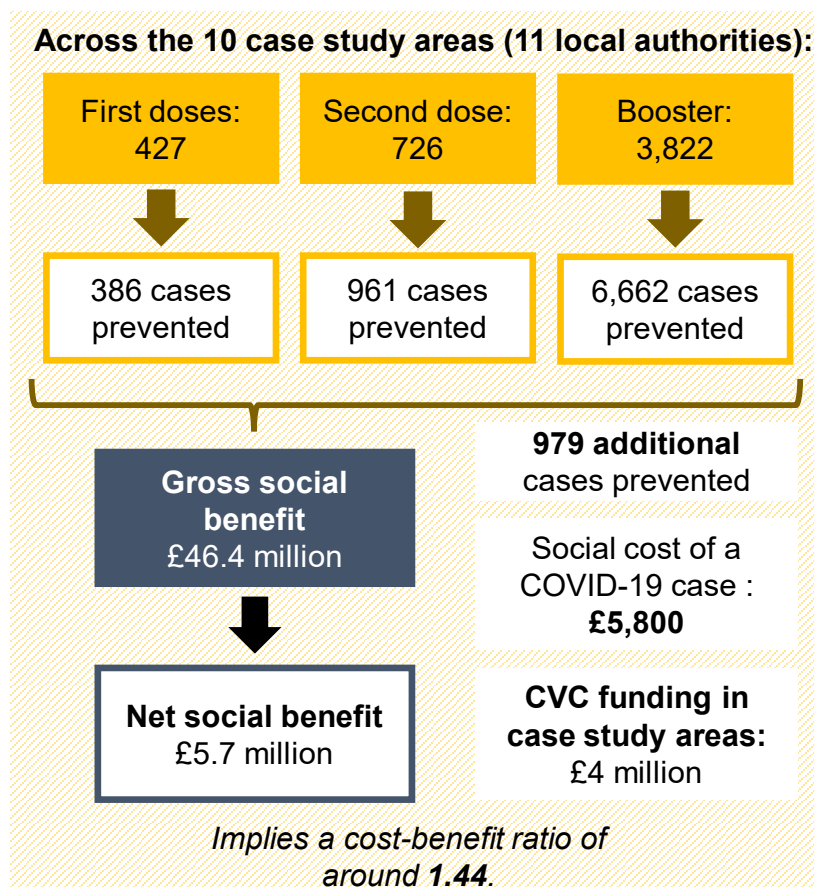 Across the 10 case study areas (11 local authorities):
First doses:
427
Second dose:
726
Booster:
3,822
386 cases
prevented
961 cases
prevented
6,662 cases
prevented
Gross social
benefit
£46.4 million
979 additional
cases prevented
Social cost of a
COVID-19 case :
£5,800
Net social benefit
£5.7 million
CVC funding in
case study areas:
£4 million
Implies a cost-benefit ratio of
around 1.44.